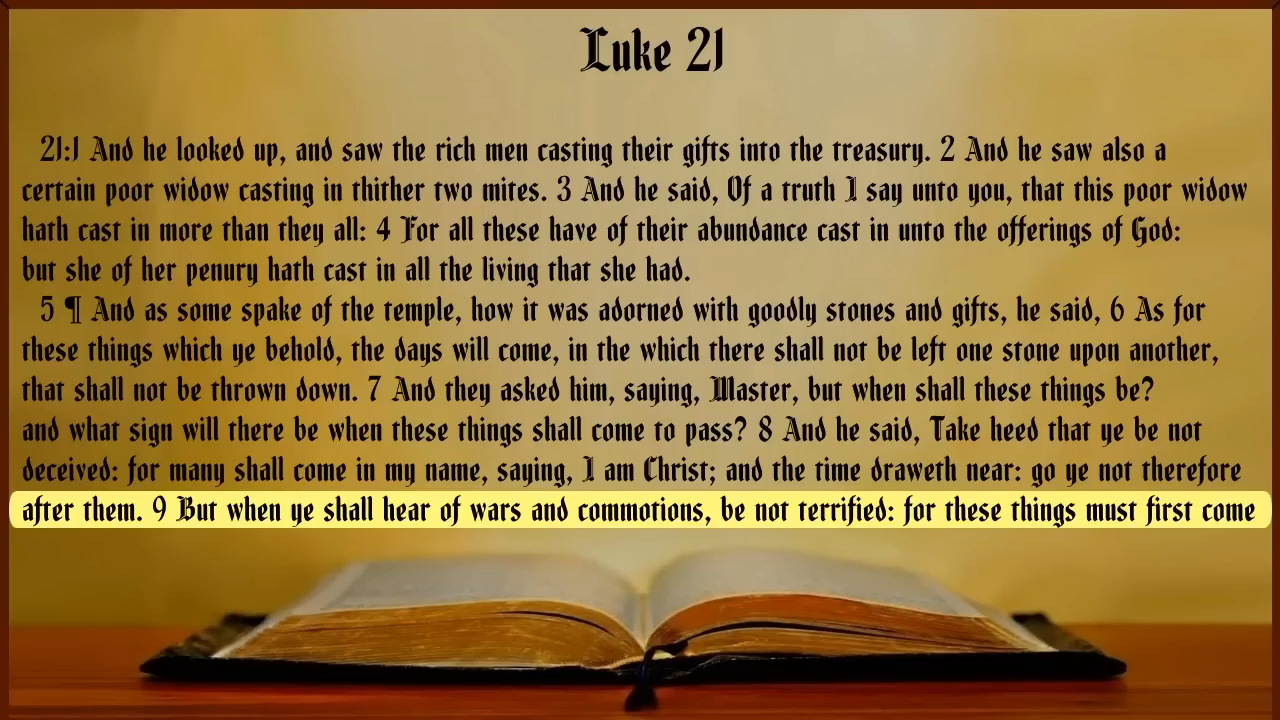 Luke 21
21:1 And he looked up, and saw the rich men casting their gifts into the treasury. 2 And he saw also a
certain poor widow casting in thither two mites. 3 And he said, Of a truth I say unto you, that this poor widow
hath cast in more than they all: 4 For all these have of their abundance cast in unto the offerings of God:
but she of her penury hath cast in all the living that she had.
5 ¶ And as some spake of the temple, how it was adorned with goodly stones and gifts, he said, 6 As for
these things which ye behold, the days will come, in the which there shall not be left one stone upon another,
that shall not be thrown down. 7 And they asked him, saying, Master, but when shall these things be?
and what sign will there be when these things shall come to pass? 8 And he said, Take heed that ye be not
deceived: for many shall come in my name, saying, I am Christ; and the time draweth near: go ye not therefore
after them. 9 But when ye shall hear of wars and commotions, be not terrified: for these things must first come